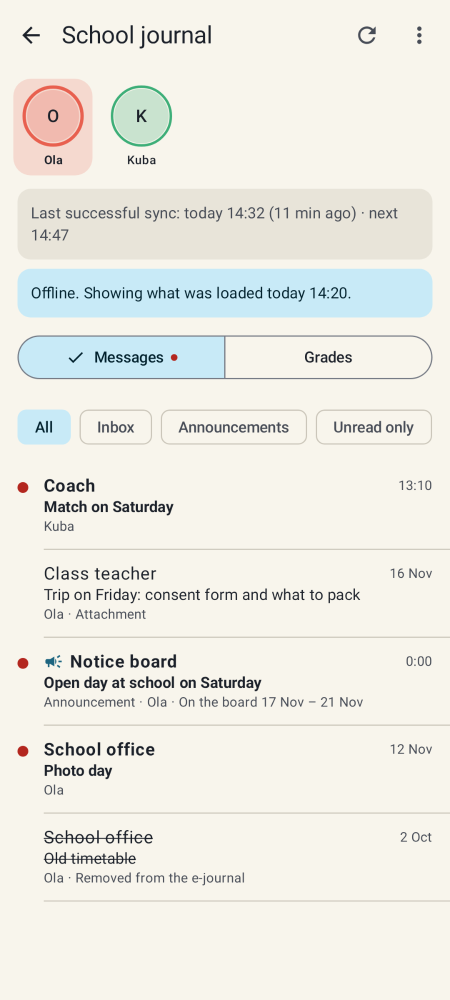 School journal
O
K
Ola
Kuba
Last successful sync: today 14:32 (11 min ago) · next
14:47
Offline. Showing what was loaded today 14:20.
Messages
Grades
All
Inbox
Announcements
Unread only
Coach
13:10
Match on Saturday
Kuba
Class teacher
16 Nov
Trip on Friday: consent form and what to pack
Ola · Attachment
Notice board
0:00
Open day at school on Saturday
Announcement · Ola · On the board 17 Nov – 21 Nov
School office
12 Nov
Photo day
Ola
School office
2 Oct
Old timetable
Ola · Removed from the e-journal